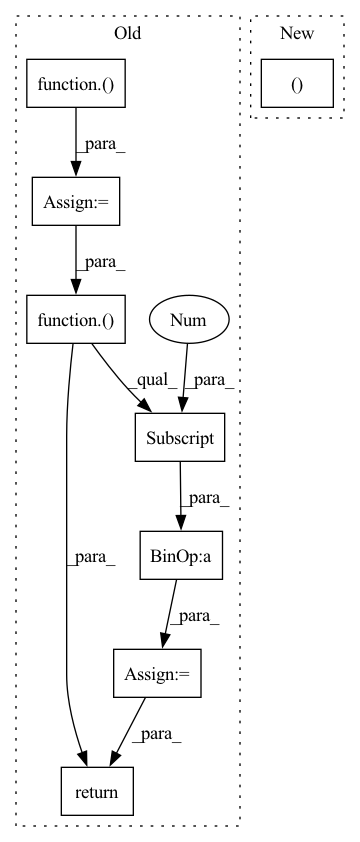 Old
New
function.()
()
_para_
Assign:=
_para_
function.()
Num
_qual_
_para_
Subscript
_para_
_para_
BinOp:a
_para_
Assign:=
_para_
return